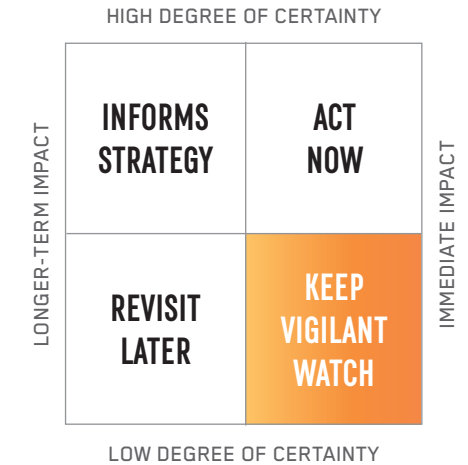 HIGH DEGREE OF CERTAINTY
LONGER-TERM IMPACT
INFORMS
STRATEGY
ACT
NOW
IMMEDIATE IMPACT
REVISIT
LATER
KEEP
VIGILANT
WATCH
LOW DEGREE OF CERTAINTY